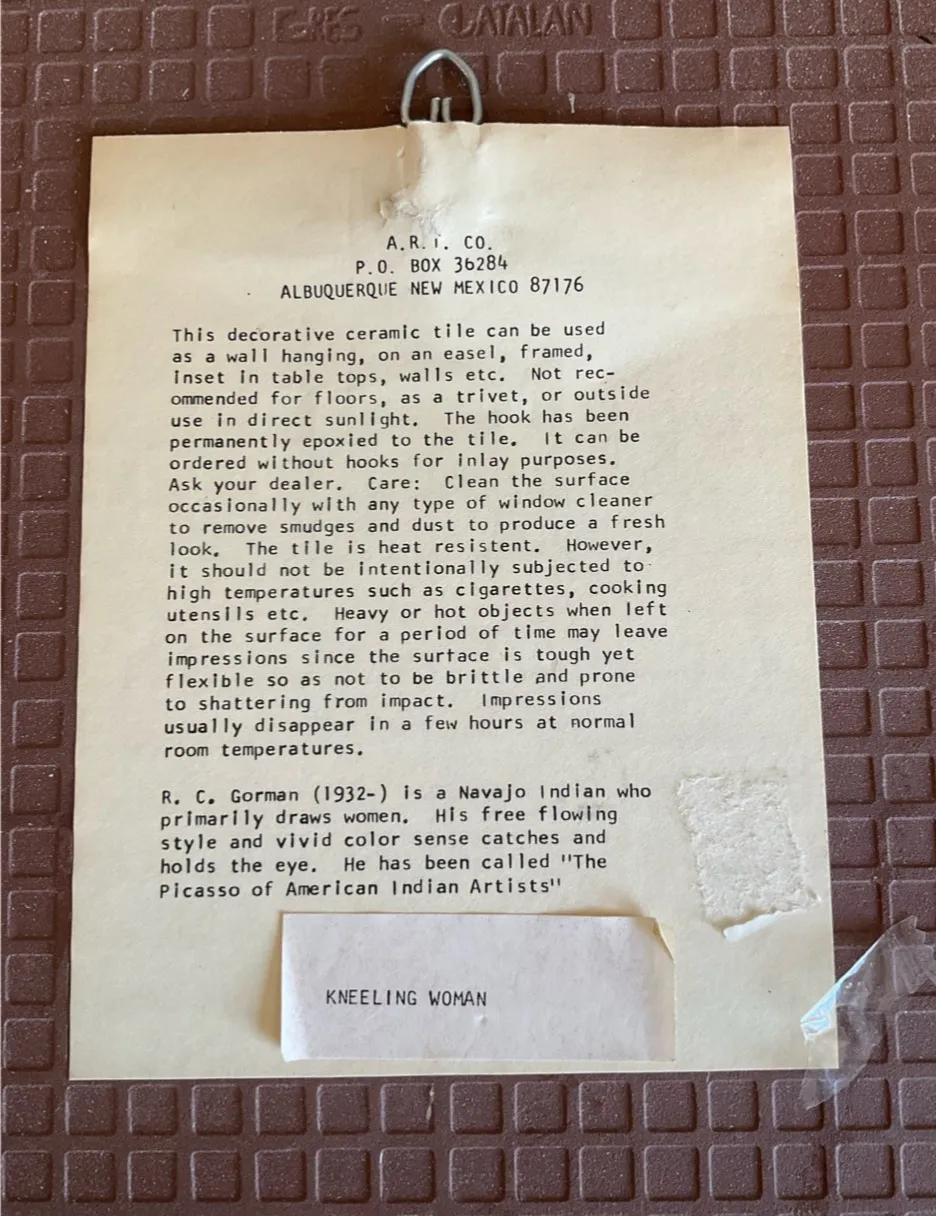 GRES — CATALAN
A.R.T. CO.
P.O. BOX 36284
ALBUQUERQUE NEW MEXICO 87176
This decorative ceramic tile can be used
as a wall hanging, on an easel, framed,
inset in table tops, walls etc. Not rec-
ommended for floors, as a trivet, or outside
use in direct sunlight. The hook has been
permanently epoxied to the tile. It can be
ordered without hooks for inlay purposes.
Ask your dealer. Care: Clean the surface
occasionally with any type of window cleaner
to remove smudges and dust to produce a fresh
look. The tile is heat resistent. However,
it should not be intentionally subjected to
high temperatures such as cigarettes, cooking
utensils etc. Heavy or hot objects when left
on the surface for a period of time may leave
impressions since the surface is tough yet
flexible so as not to be brittle and prone
to shattering from impact. Impressions
usually disappear in a few hours at normal
room temperatures.
R. C. Gorman (1932-) is a Navajo Indian who
primarily draws women. His free flowing
style and vivid color sense catches and
holds the eye. He has been called "The
Picasso of American Indian Artists"
KNEELING WOMAN